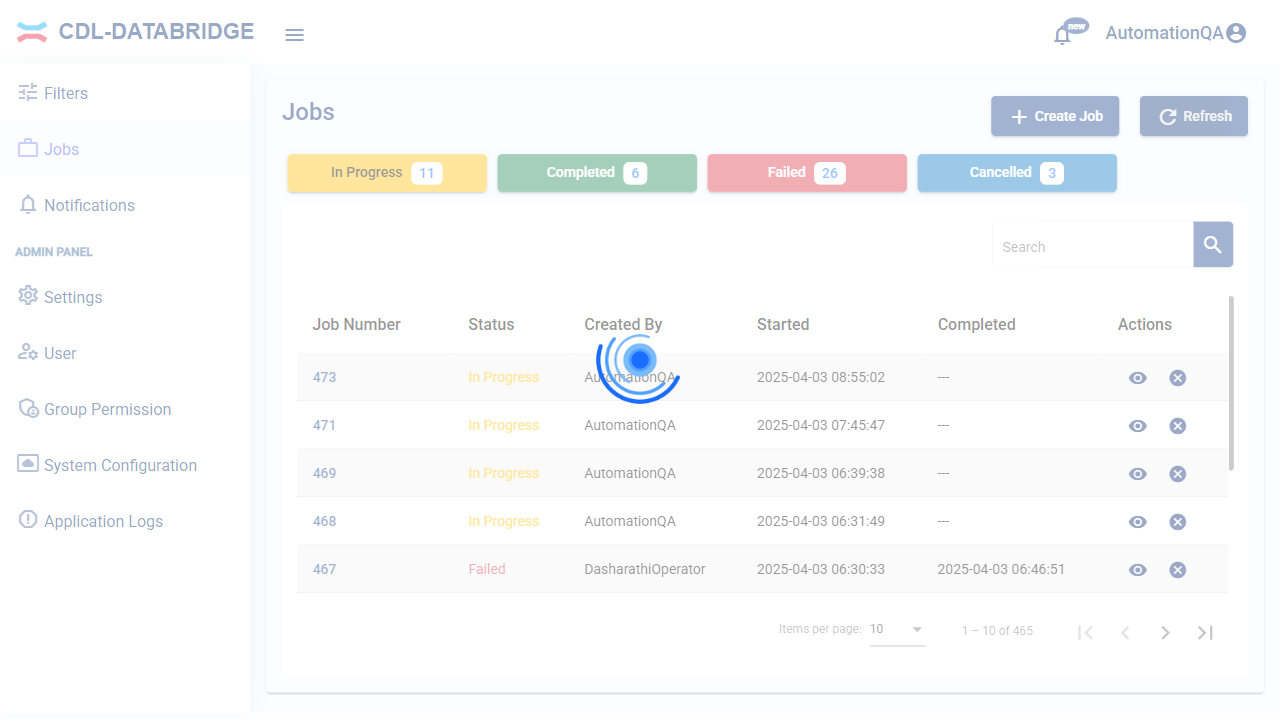 CDL-DATABRIDGE
new
AutomationQA
Filters
Jobs
Notifications
ADMIN PANEL
Settings
User
Group Permission
System Configuration
Application Logs
Jobs
Create Job
Refresh
In Progress 11
Completed 6
Failed 26
Cancelled 3
Search
Job Number Status Created By Started Completed Actions
473 In Progress AutomationQA 2025-04-03 08:55:02 ---
471 In Progress AutomationQA 2025-04-03 07:45:47 ---
469 In Progress AutomationQA 2025-04-03 06:39:38 ---
468 In Progress AutomationQA 2025-04-03 06:31:49 ---
467 Failed DasharathiOperator 2025-04-03 06:30:33 2025-04-03 06:46:51
Items per page: 10 1 – 10 of 465